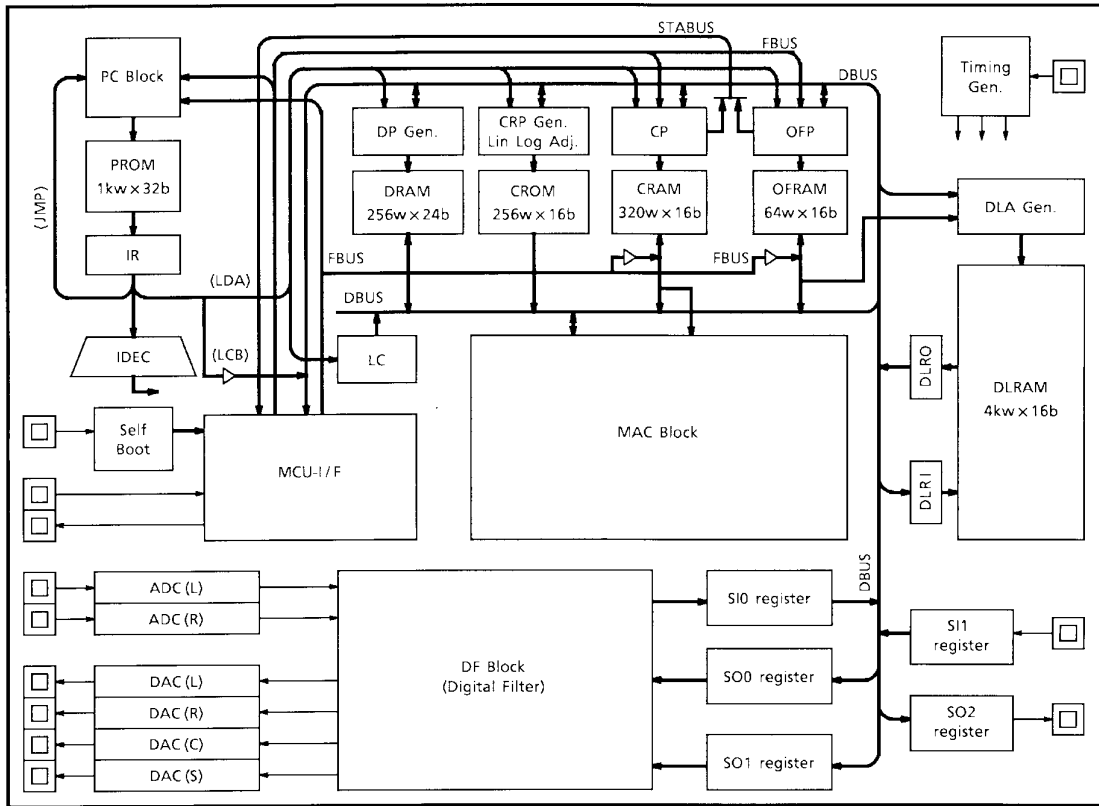 STABUS
FBUS
DBUS
PC Block
Timing
Gen.
DP Gen.
CRP Gen.
Lin Log Adj.
CP
OFP
PROM
1kw×32b
DRAM
256w×24b
CROM
256w×16b
CRAM
320w×16b
OFRAM
64w×16b
DLA Gen.
(JMP)
IR
(LDA)
FBUS
FBUS
DBUS
IDEC
(LCB)
LC
DLRO
DLRAM
4kw×16b
MAC Block
Self
Boot
MCU-I/F
DLRI
DBUS
ADC(L)
ADC(R)
SI0 register
SI1
register
DF Block
(Digital Filter)
DAC(L)
DAC(R)
DAC(C)
DAC(S)
SO0 register
SO2
register
SO1 register